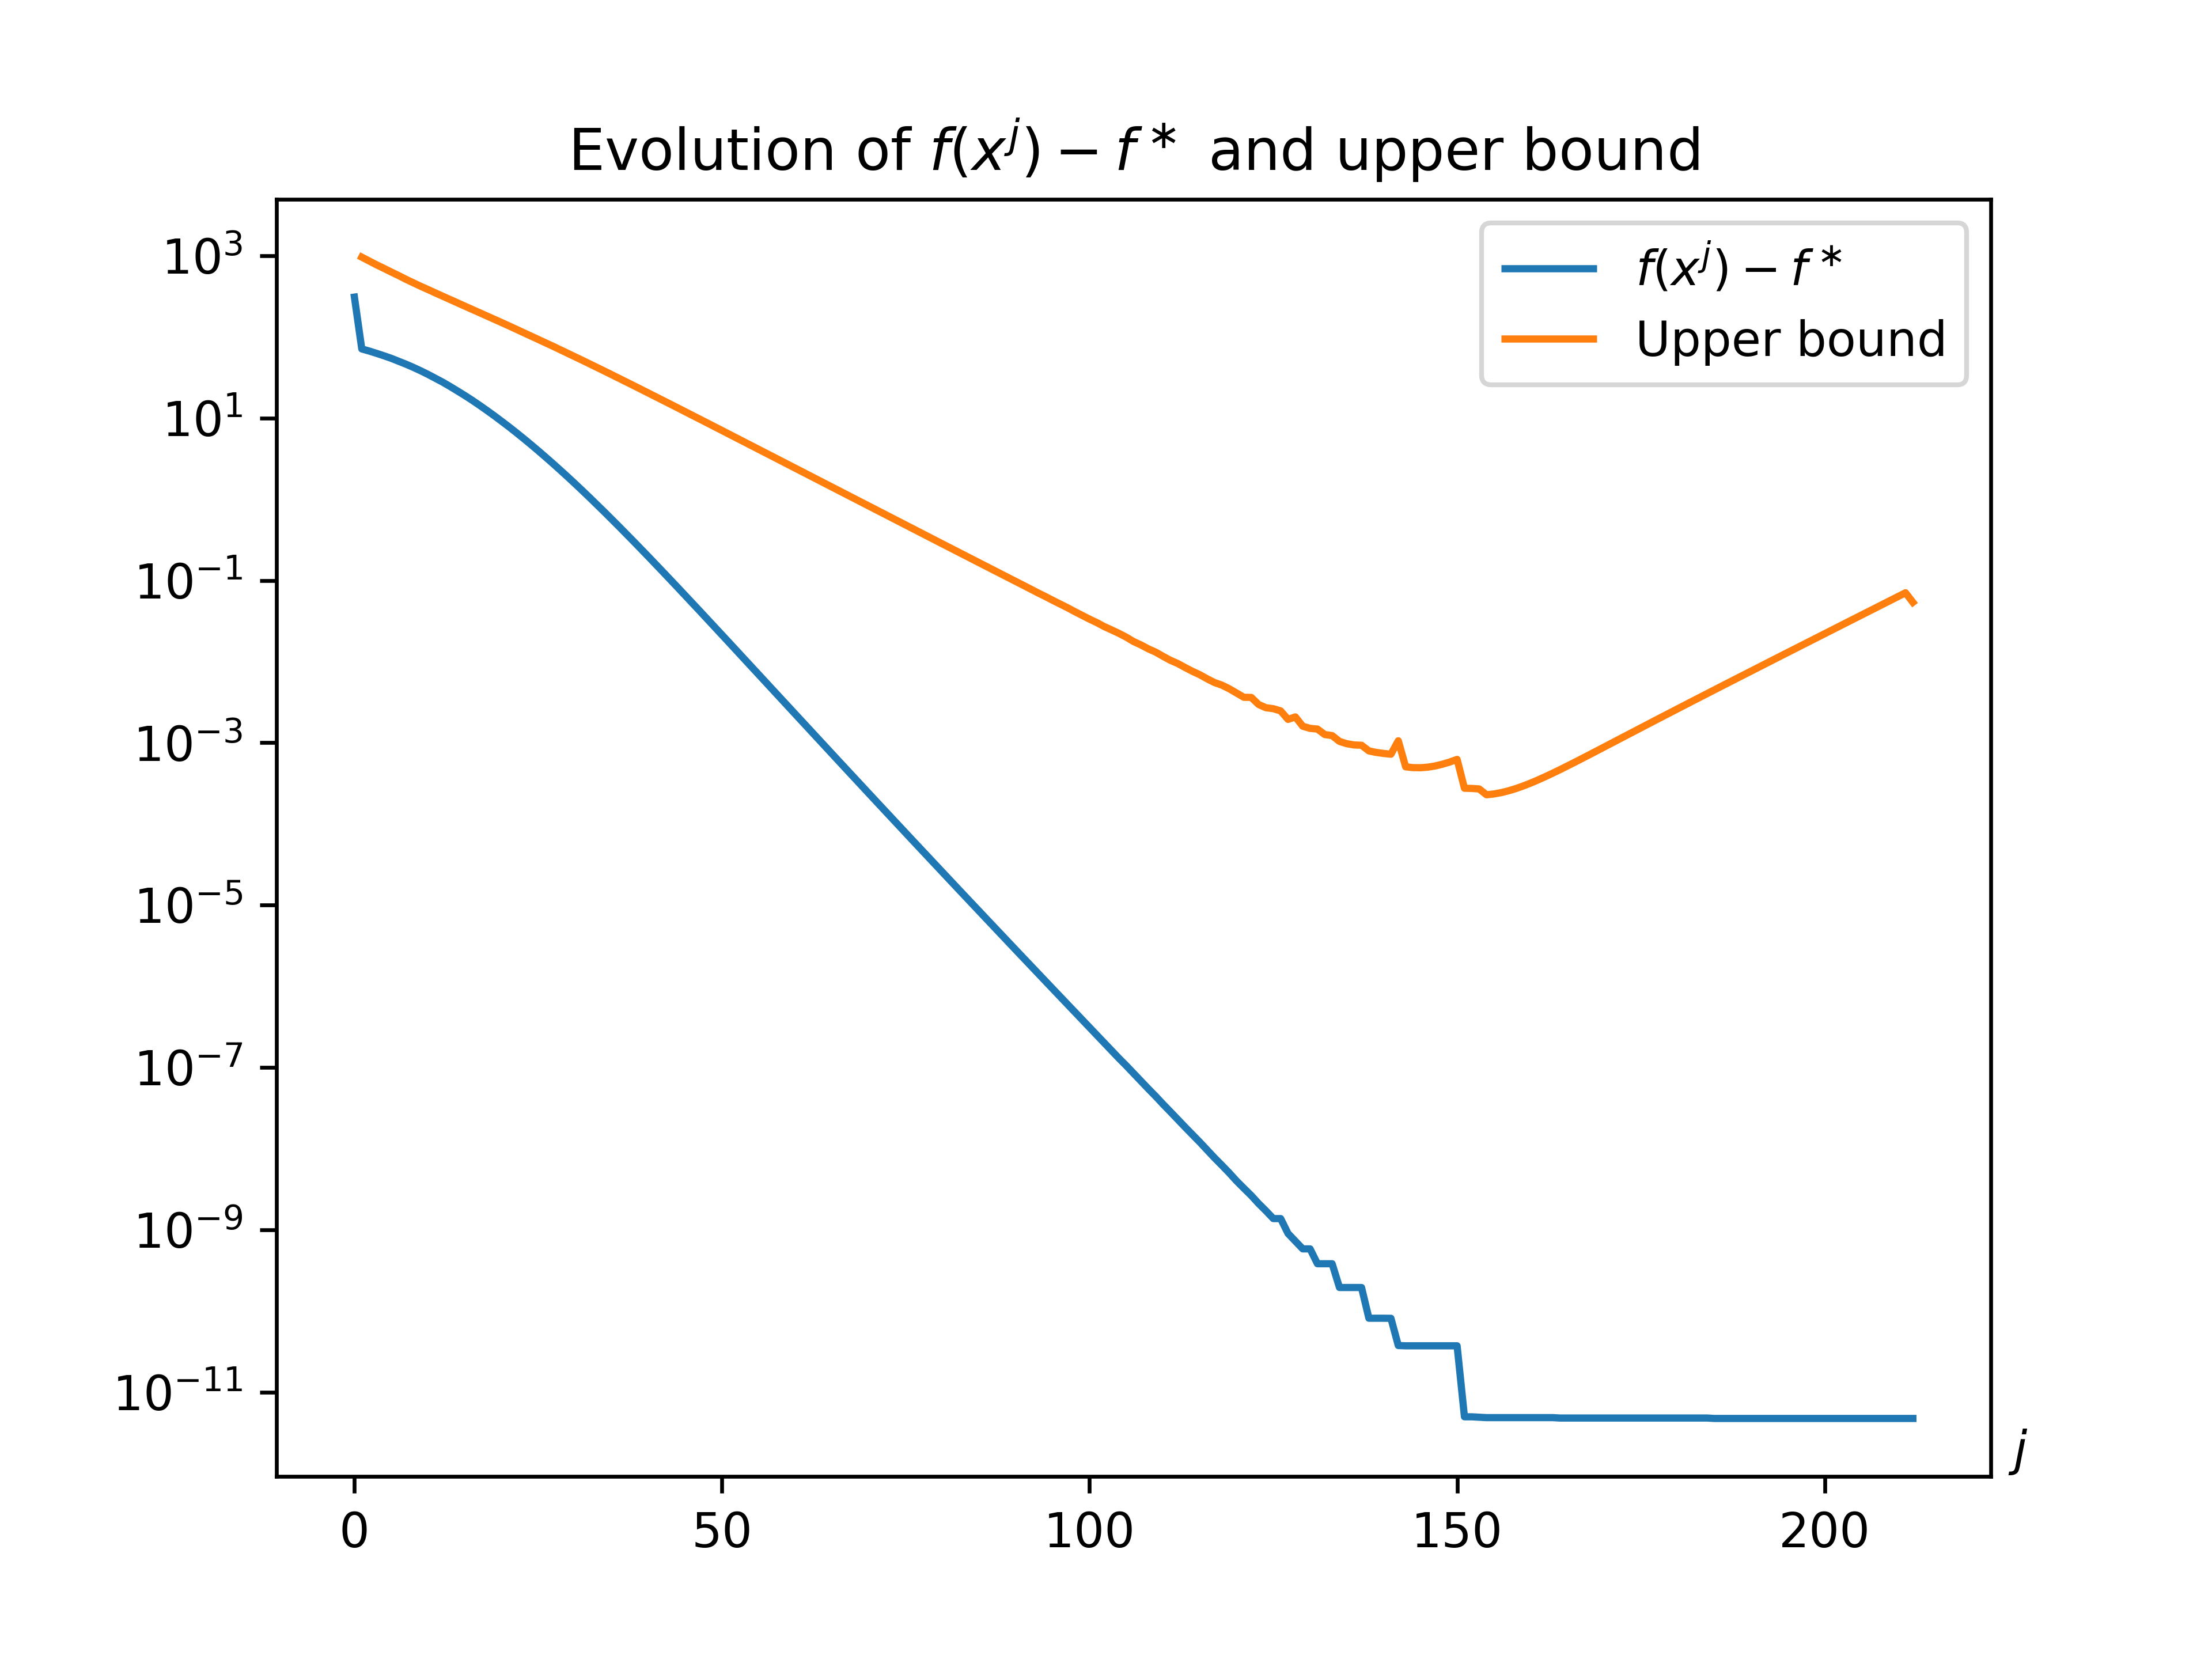 Evolution of $f(x^j) - f*$ and upper bound
$f(x^j) - f*$
Upper bound
$10^3$
$10^1$
$10^{-1}$
$10^{-3}$
$10^{-5}$
$10^{-7}$
$10^{-9}$
$10^{-11}$
0 50 100 150 200
$j$